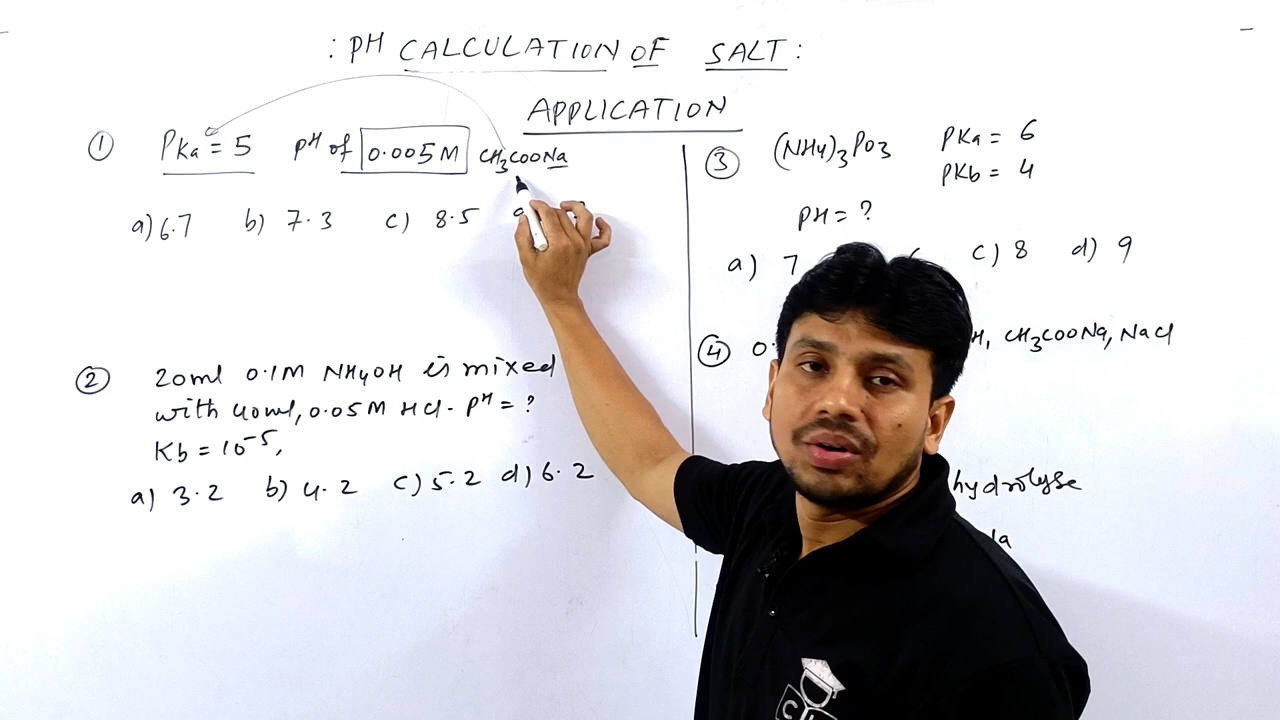 : PH CALCULATION OF SALT :
APPLICATION
① PKa = 5 PH of 0.005M CH3COONa
a) 6.7 b) 7.3 c) 8.5
② 20ml 0.1M NH4OH is mixed
with 40ml, 0.05M HCl. PH = ?
Kb = 10-5,
a) 3.2 b) 4.2 c) 5.2 d) 6.2
③ (NH4)3PO3 PKa = 6
PKb = 4
PH = ?
a) 7 c) 8 d) 9
④ CH3COONa, NaCl
hydrolyse